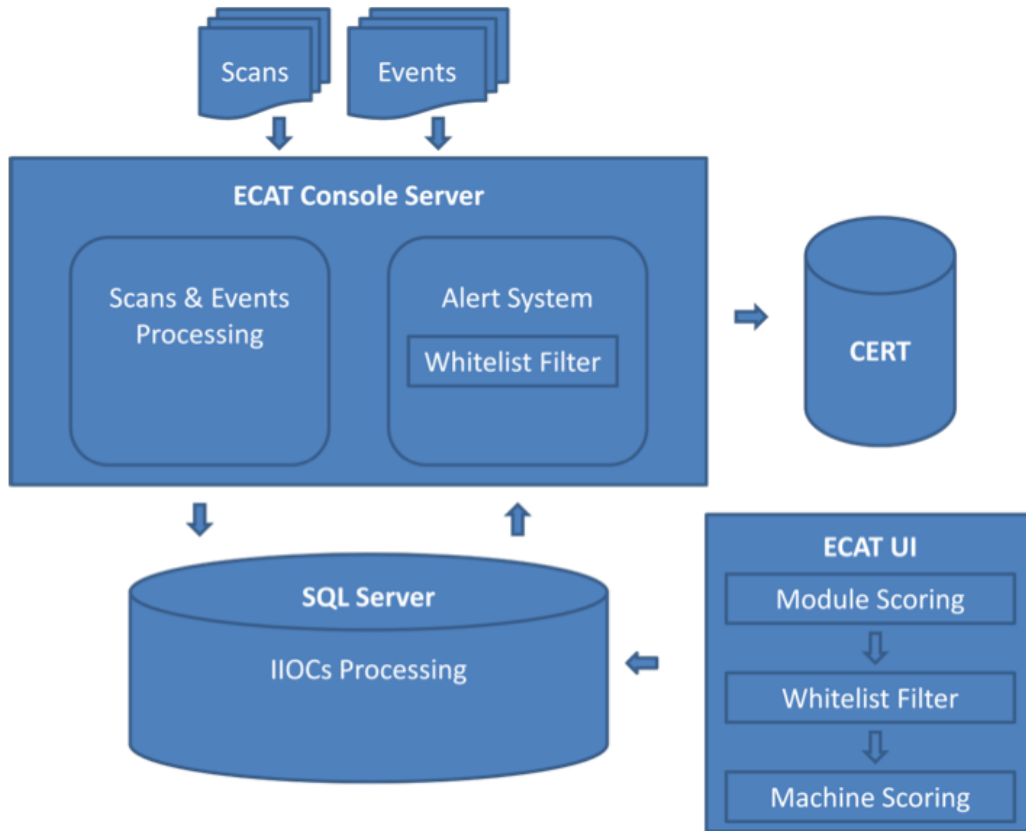 Scans
Events
ECAT Console Server
Scans & Events
Processing
Alert System
Whitelist Filter
CERT
SQL Server
IIOCs Processing
ECAT UI
Module Scoring
Whitelist Filter
Machine Scoring